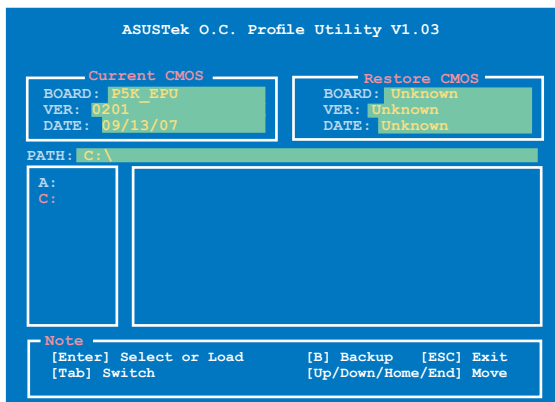 ASUSTek O.C. Profile Utility V1.03
Current CMOS
BOARD: P5K_EPU
VER: 0201
DATE: 09/13/07
Restore CMOS
BOARD: Unknown
VER: Unknown
DATE: Unknown
PATH: C:\
A:
C:
Note
[Enter] Select or Load [B] Backup [ESC] Exit
[Tab] Switch [Up/Down/Home/End] Move